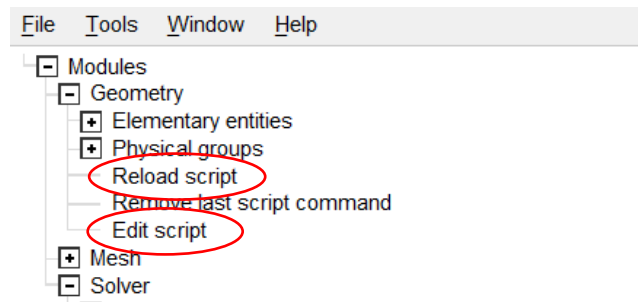 File Tools Window Help
Modules
Geometry
Elementary entities
Physical groups
Reload script
Remove last script command
Edit script
Mesh
Solver